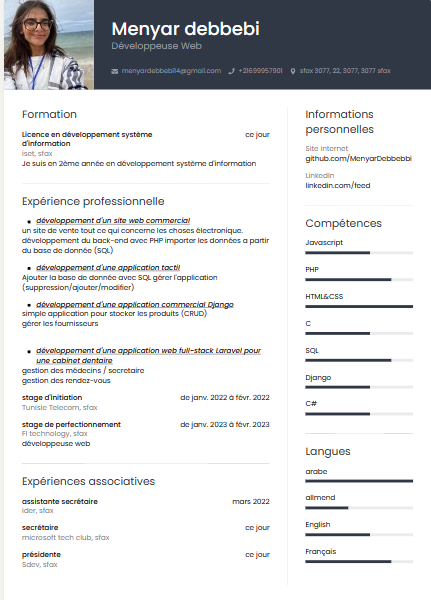 Menyar debbebi
Développeuse Web
menyardebbebi14@gmail.com +21699957901 sfax 3077, 22, 3077, 3077 sfax
Formation
Licence en développement système d'information ce jour
iset, sfax
Je suis en 2ème année en développement système d'information
Expérience professionnelle
développement d'un site web commercial
un site de vente tout ce qui concerne les choses électronique.
développement du back-end avec PHP importer les données a partir
du base de donnée (SQL)
développement d'une application tactil
Ajouter la base de donnée avec SQL gérer l'application
(suppression/ajouter/modifier)
développement d'une application commercial Django
simple application pour stocker les produits (CRUD)
gérer les fournisseurs
développement d'une application web full-stack Laravel pour
une cabinet dentaire
gestion des médecins / secretaire
gestion des rendez-vous
stage d'initiation de janv. 2022 à févr. 2022
Tunisie Telecom, sfax
stage de perfectionnement de janv. 2023 à févr. 2023
FI technology, sfax
développeuse web
Expériences associatives
assistante secrétaire mars 2022
ider, sfax
secrétaire ce jour
microsoft tech club, sfax
présidente ce jour
Sdev, sfax
Informations
personnelles
Site internet
github.com/MenyarDebbebi
LinkedIn
linkedin.com/feed
Compétences
Javascript
PHP
HTML&CSS
C
SQL
Django
C#
Langues
arabe
allmend
English
Français